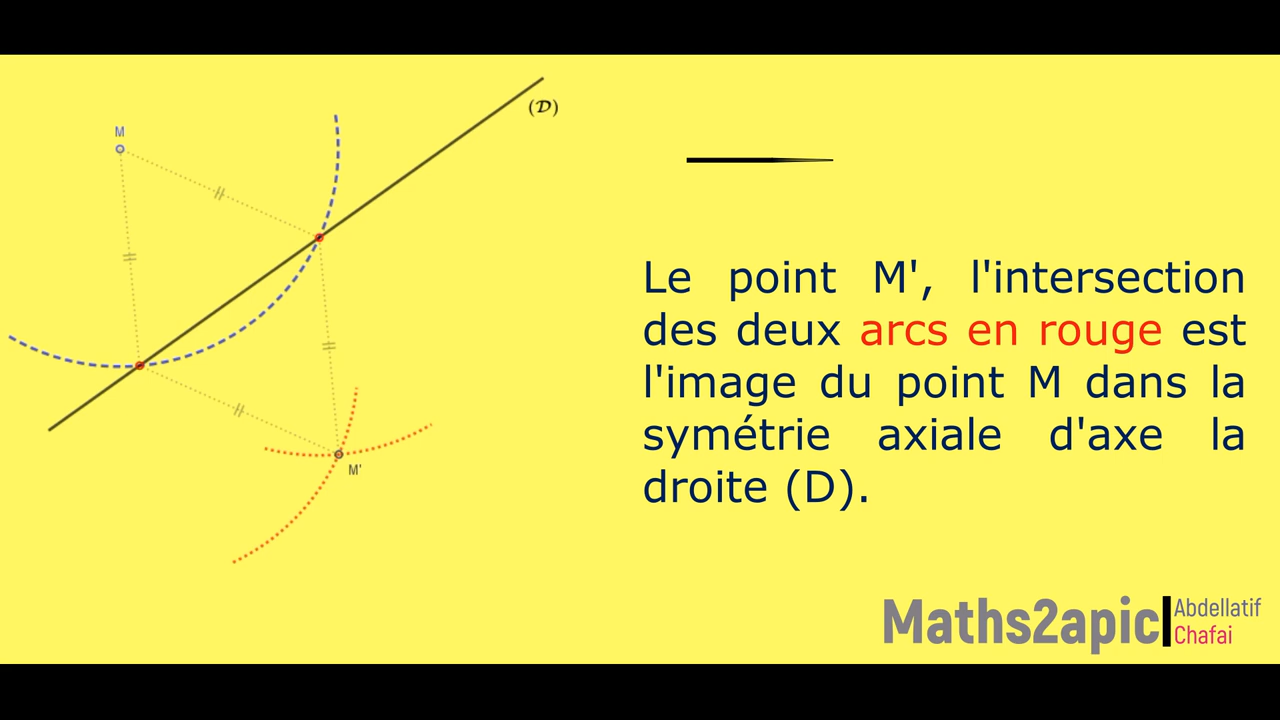 (D)
M
Le point M', l'intersection
des deux arcs en rouge est
l'image du point M dans la
symétrie axiale d'axe la
droite (D).
M'
Maths2apic
Abdellatif
Chafai